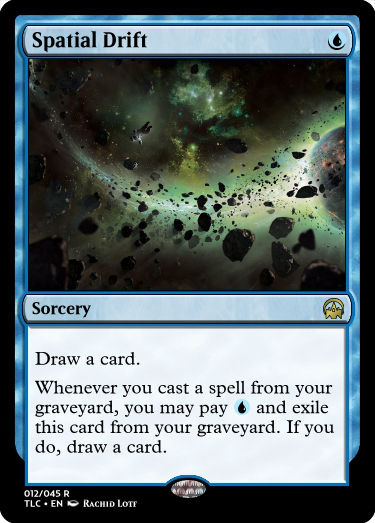 Spatial Drift
Sorcery
Draw a card.
Whenever you cast a spell from your
graveyard, you may pay and exile
this card from your graveyard. If you
do, draw a card.
012/045 R
TLC • EN Rachid Lotf